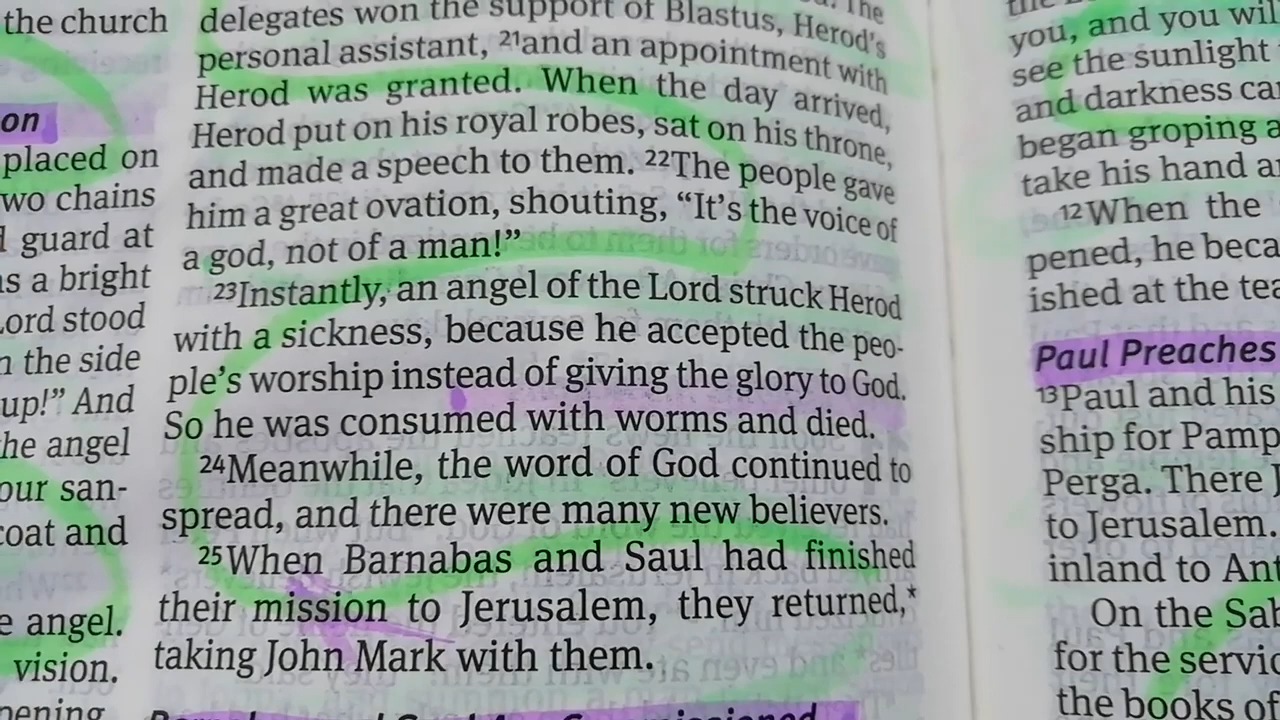 the church
on
placed on
wo chains
guard at
s a bright
Lord stood
the side
up!” And
he angel
our san-
coat and
e angel.
vision.
pening
delegates won the support of Blastus, Herod’s
personal assistant, 21and an appointment with
Herod was granted. When the day arrived,
Herod put on his royal robes, sat on his throne,
and made a speech to them. 22The people gave
him a great ovation, shouting, “It’s the voice of
a god, not of a man!”
23Instantly, an angel of the Lord struck Herod
with a sickness, because he accepted the peo-
ple’s worship instead of giving the glory to God.
So he was consumed with worms and died.
24Meanwhile, the word of God continued to
spread, and there were many new believers.
25When Barnabas and Saul had finished
their mission to Jerusalem, they returned,*
taking John Mark with them.
you, and you wil
see the sunlight
and darkness ca
began groping a
take his hand a
12When the
pened, he beca
ished at the tea
Paul Preaches
13Paul and his
ship for Pamp
Perga. There J
to Jerusalem.
inland to Ant
On the Sab
for the servic
the books of